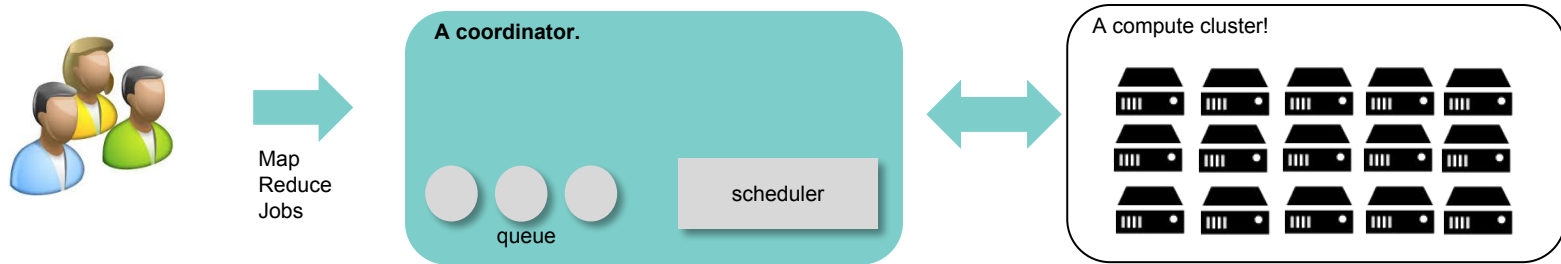 A coordinator.
A compute cluster!
Map
Reduce
Jobs
scheduler
queue